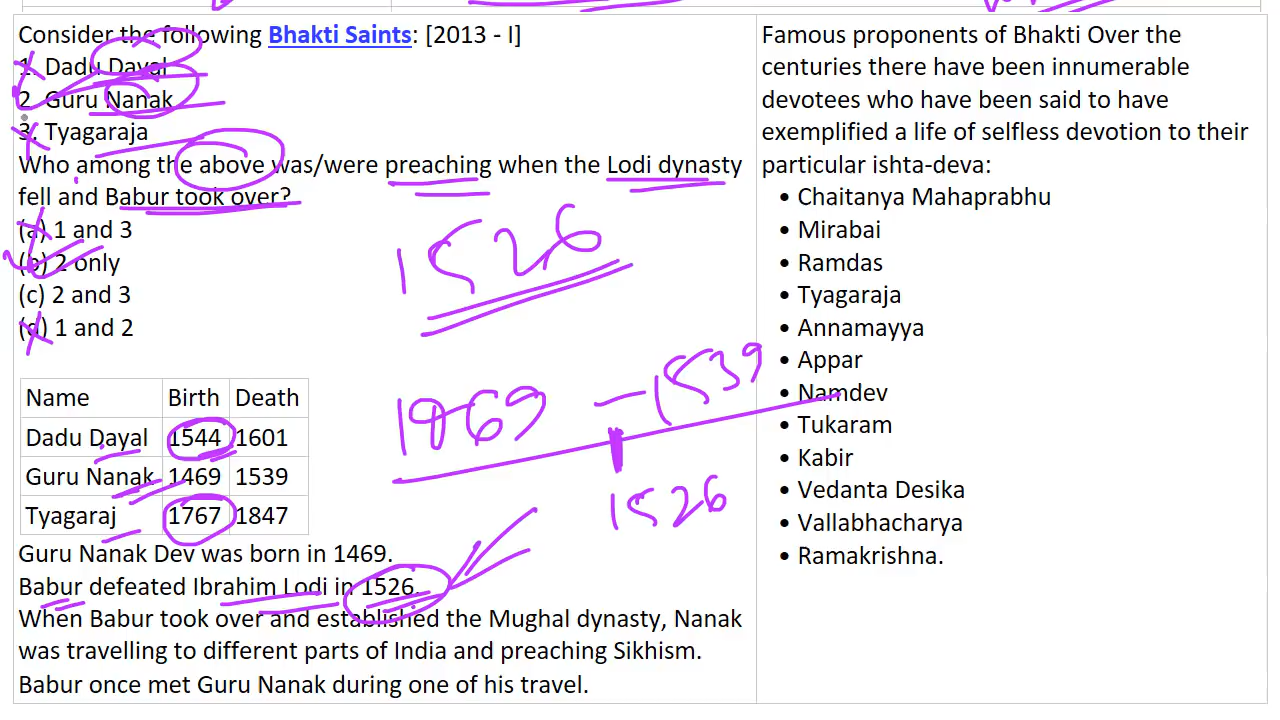 Consider the following Bhakti Saints: [2013 - I]
1. Dadu Dayal
2. Guru Nanak
3. Tyagaraja
Who among the above was/were preaching when the Lodi dynasty
fell and Babur took over?
(a) 1 and 3
(b) 2 only
(c) 2 and 3
(d) 1 and 2
1526
1469 - 1539
1526
Name Birth Death
Dadu Dayal 1544 1601
Guru Nanak 1469 1539
Tyagaraj 1767 1847
Guru Nanak Dev was born in 1469.
Babur defeated Ibrahim Lodi in 1526.
When Babur took over and established the Mughal dynasty, Nanak
was travelling to different parts of India and preaching Sikhism.
Babur once met Guru Nanak during one of his travel.
Famous proponents of Bhakti Over the
centuries there have been innumerable
devotees who have been said to have
exemplified a life of selfless devotion to their
particular ishta-deva:
• Chaitanya Mahaprabhu
• Mirabai
• Ramdas
• Tyagaraja
• Annamayya
• Appar
• Namdev
• Tukaram
• Kabir
• Vedanta Desika
• Vallabhacharya
• Ramakrishna.